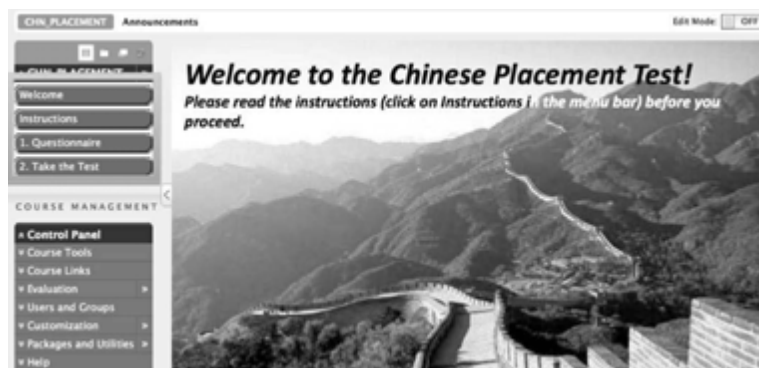 CHN_PLACEMENT Announcements
Edit Mode: OFF
CHN_PLACEMENT
Welcome
Instructions
1. Questionnaire
2. Take the Test
COURSE MANAGEMENT
Control Panel
Course Tools
Course Links
Evaluation
Users and Groups
Customization
Packages and Utilities
Help
Welcome to the Chinese Placement Test!
Please read the instructions (click on Instructions in the menu bar) before you
proceed.